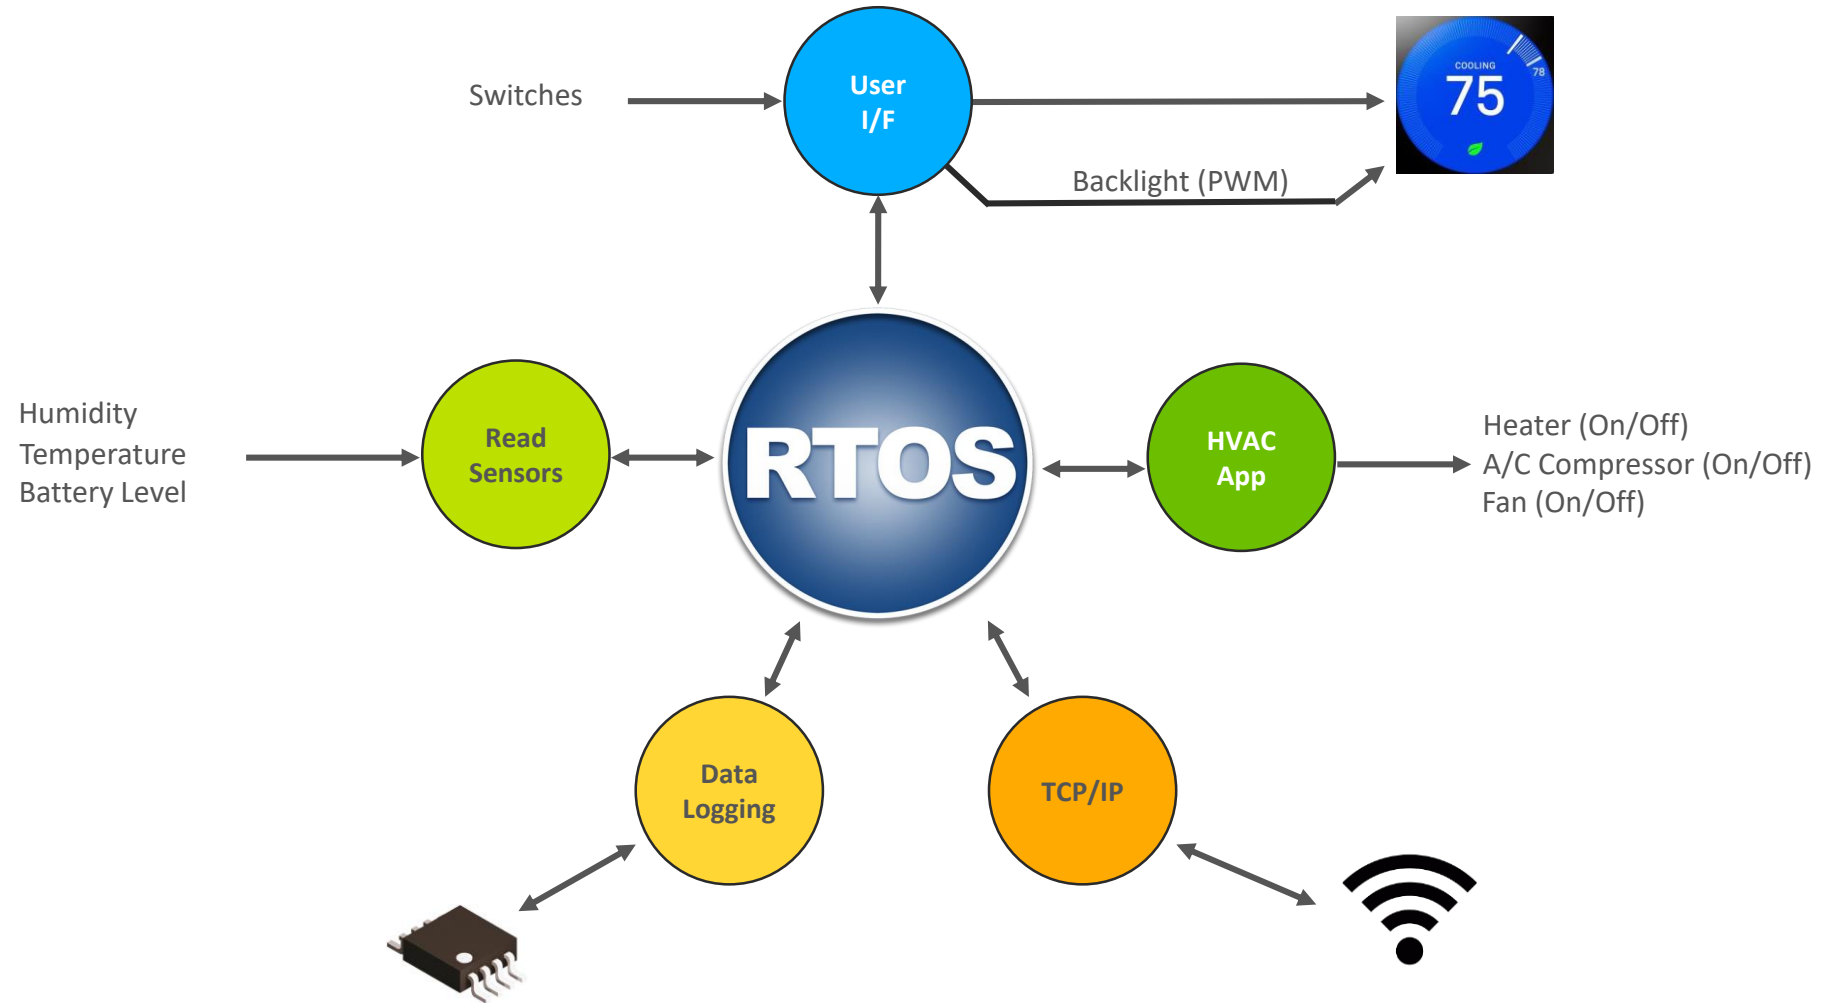 Switches
User
I/F
Backlight (PWM)
COOLING
75
78
Humidity
Temperature
Battery Level
Read
Sensors
RTOS
HVAC
App
Heater (On/Off)
A/C Compressor (On/Off)
Fan (On/Off)
Data
Logging
TCP/IP